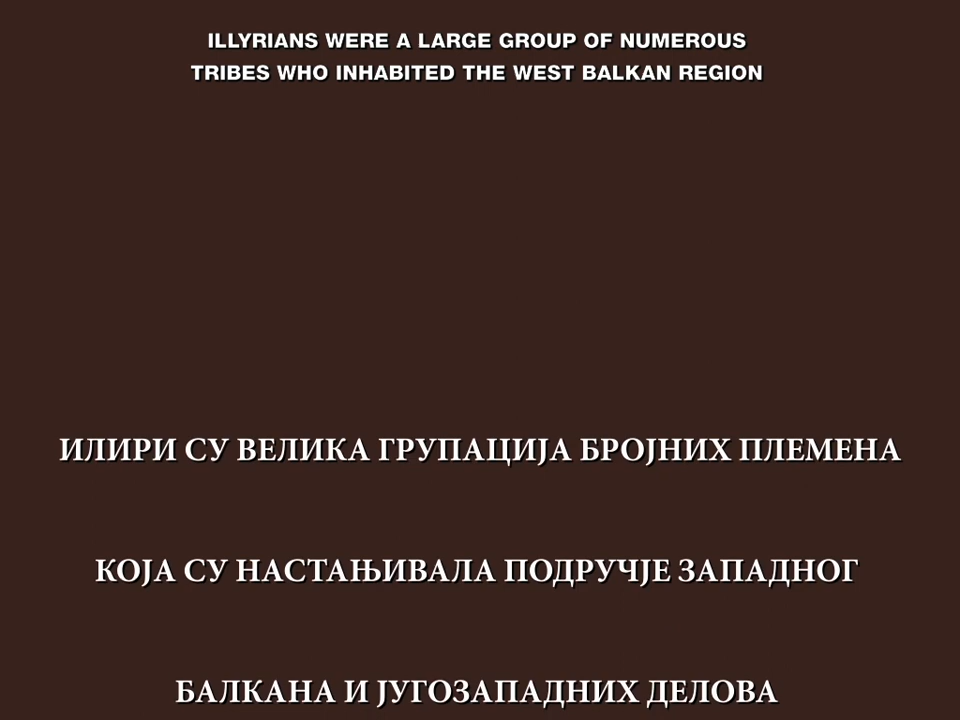 ILLYRIANS WERE A LARGE GROUP OF NUMEROUS
TRIBES WHO INHABITED THE WEST BALKAN REGION
ИЛИРИ СУ ВЕЛИКА ГРУПАЦИЈА БРОЈНИХ ПЛЕМЕНА
КОЈА СУ НАСТАЊИВАЛА ПОДРУЧЈЕ ЗАПАДНОГ
БАЛКАНА И ЈУГОЗАПАДНИХ ДЕЛОВА